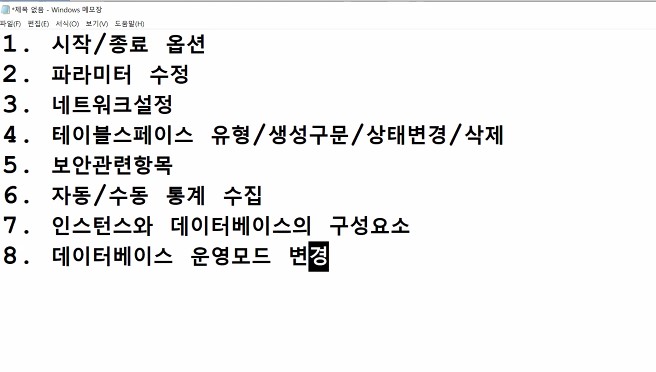 *제목 없음 - Windows 메모장
파일(F) 편집(E) 서식(O) 보기(V) 도움말(H)
1. 시작/종료 옵션
2. 파라미터 수정
3. 네트워크설정
4. 테이블스페이스 유형/생성구문/상태변경/삭제
5. 보안관련항목
6. 자동/수동 통계 수집
7. 인스턴스와 데이터베이스의 구성요소
8. 데이터베이스 운영모드 변경